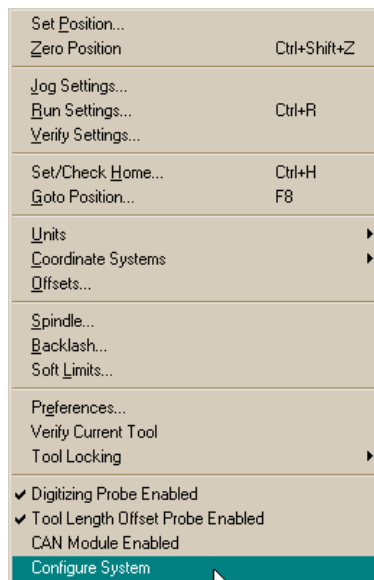 Set Position...
Zero Position Ctrl+Shift+Z
Jog Settings...
Run Settings... Ctrl+R
Verify Settings...
Set/Check Home... Ctrl+H
Goto Position... F8
Units
Coordinate Systems
Offsets...
Spindle...
Backlash...
Soft Limits...
Preferences...
Verify Current Tool
Tool Locking
Digitizing Probe Enabled
Tool Length Offset Probe Enabled
CAN Module Enabled
Configure System